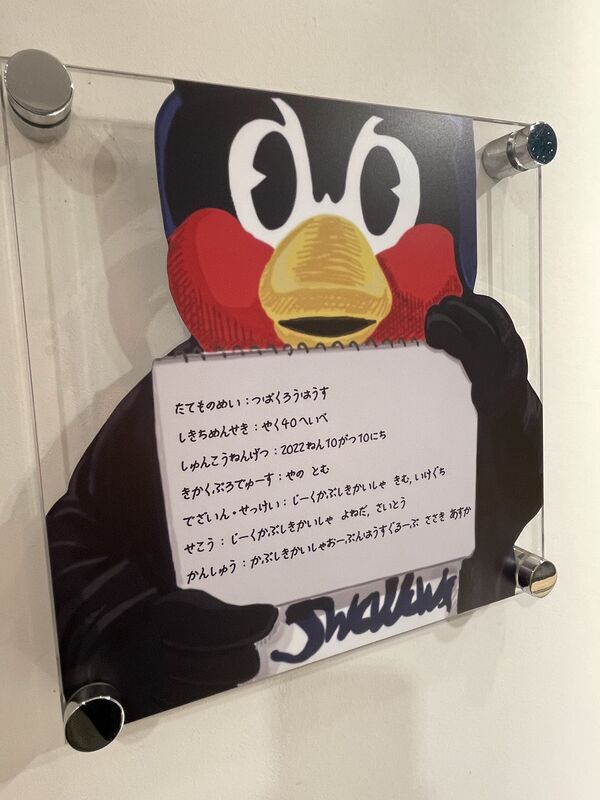 たてものめい：つばくろうはうす
しきちめんせき：やく40へいべ
しゅんこうねんげつ：2022ねん10がつ10にち
きかくぷろでゅーす：やの とむ
でざいん・せっけい：じーくかぶしきかいしゃ きむ,いけぐち
せこう：じーくかぶしきかいしゃ よねだ,さいとう
かんしゅう：かぶしきかいしゃおーぷんはうすぐるーぷ ささき あすか
Swallows